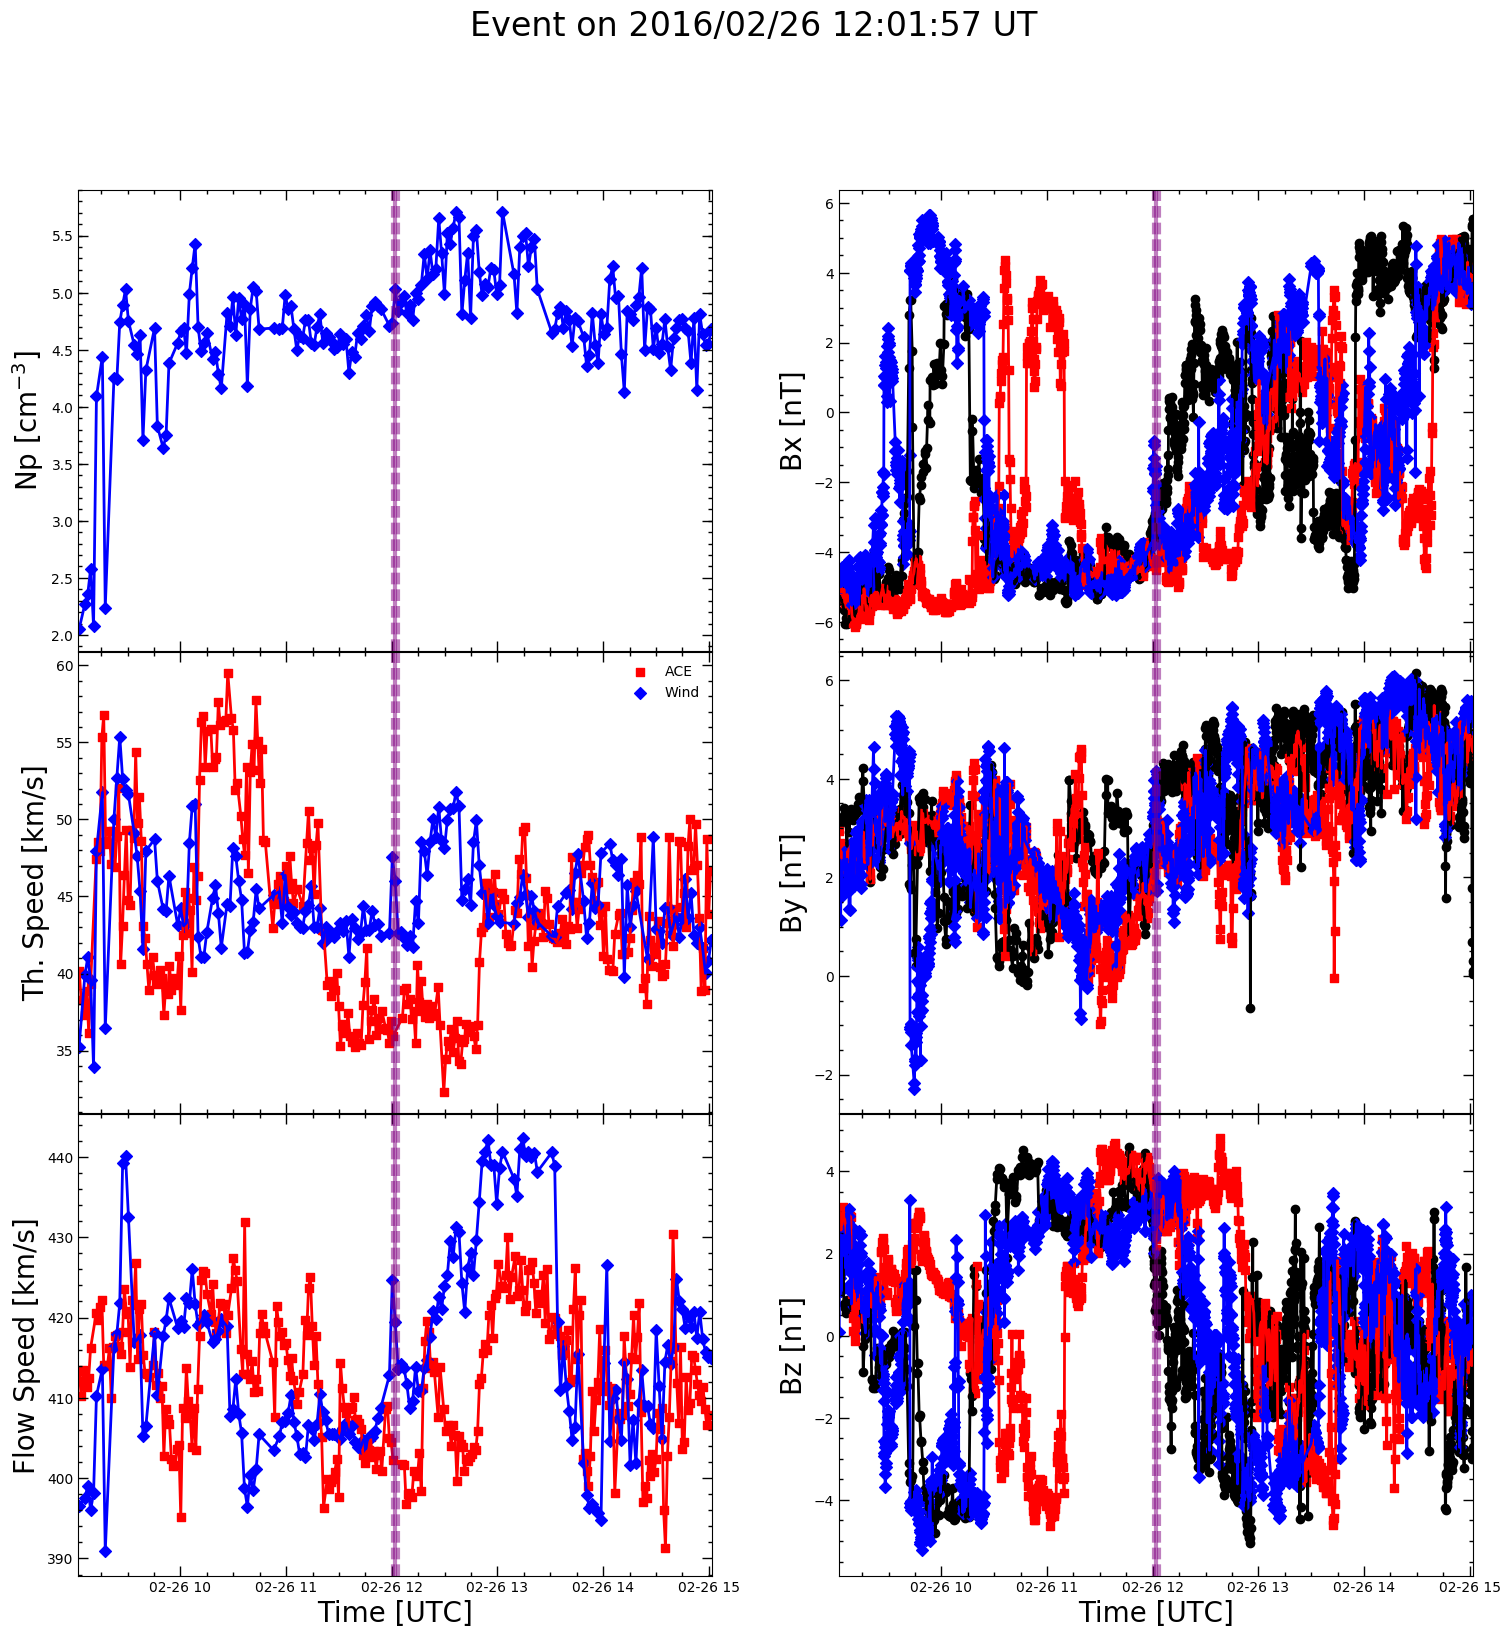 Event on 2016/02/26 12:01:57 UT
Np [cm⁻³]
5.5
5.0
4.5
4.0
3.5
3.0
2.5
2.0
Bx [nT]
6
4
2
0
−2
−4
−6
Th. Speed [km/s]
60
55
50
45
40
35
ACE
Wind
By [nT]
6
4
2
0
−2
Flow Speed [km/s]
440
430
420
410
400
390
Bz [nT]
4
2
0
−2
−4
02-26 10 02-26 11 02-26 12 02-26 13 02-26 14 02-26 15
Time [UTC]
02-26 10 02-26 11 02-26 12 02-26 13 02-26 14 02-26 15
Time [UTC]